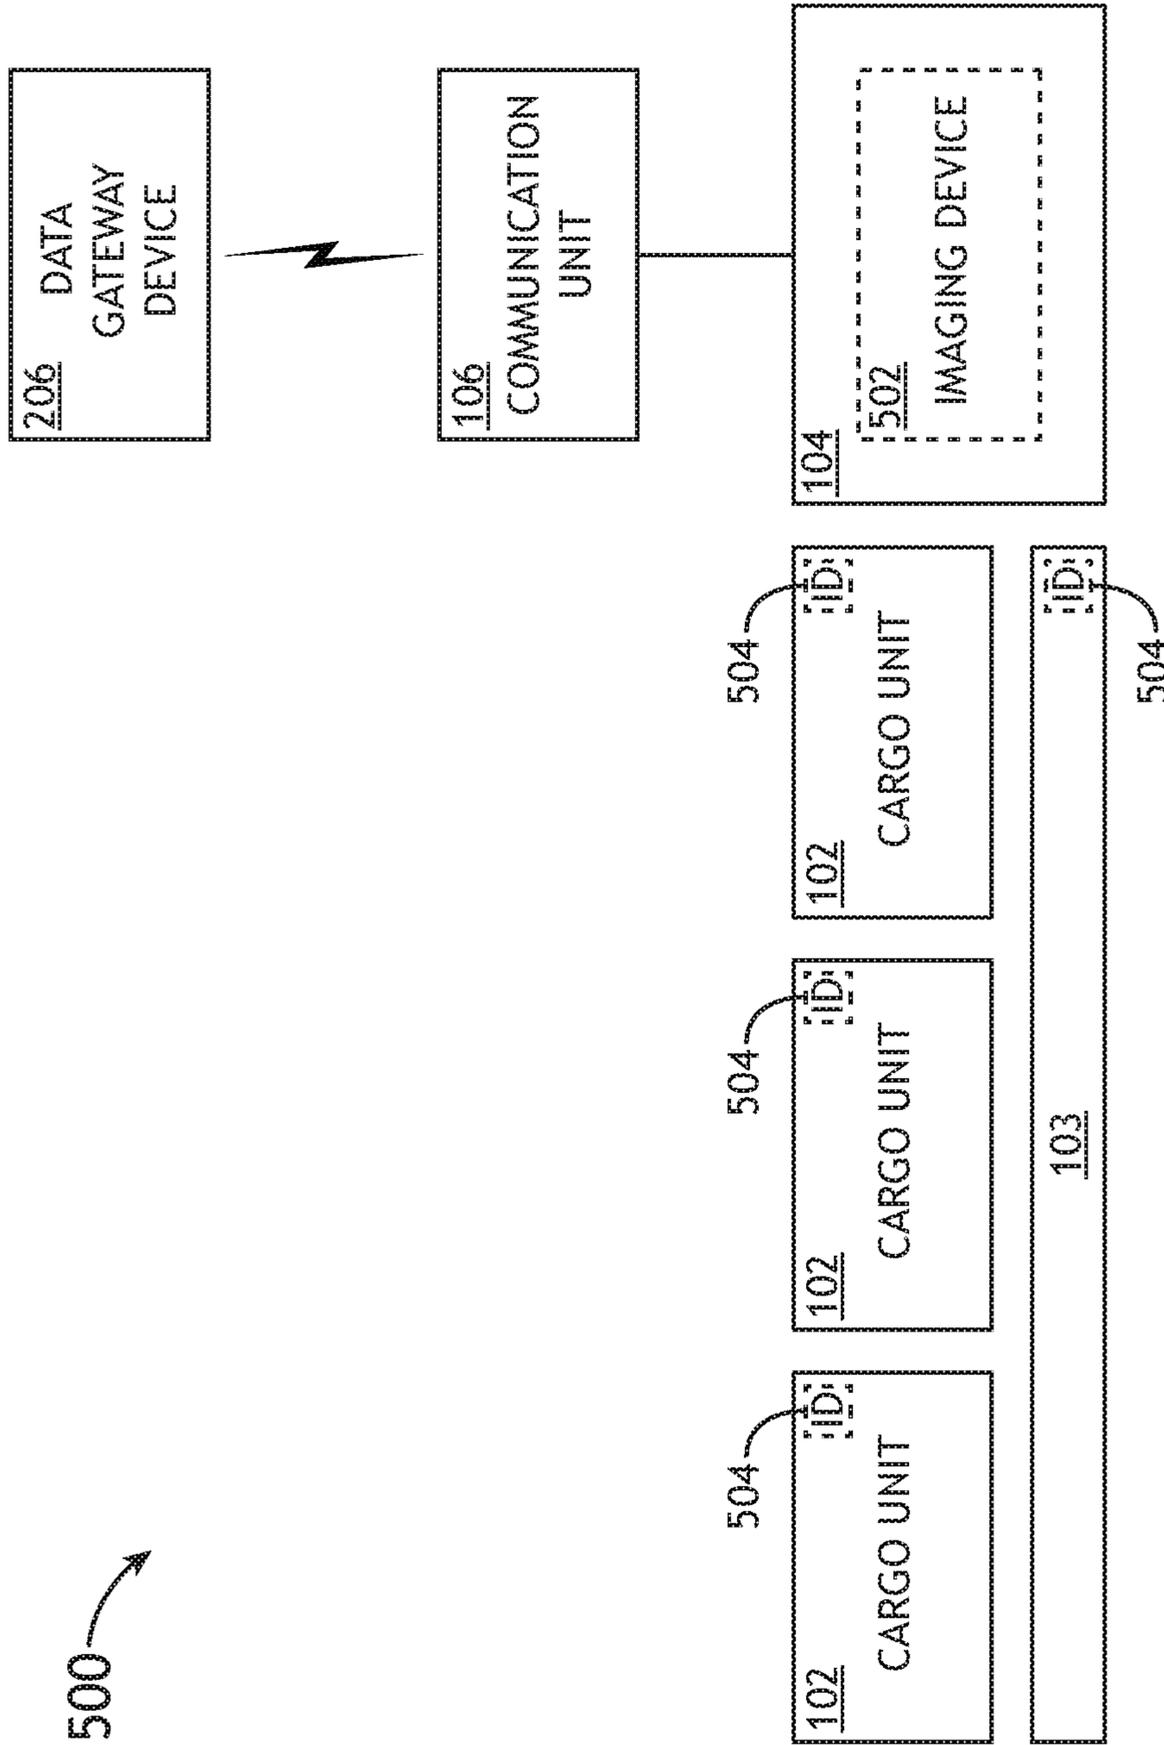 500
206
DATA
GATEWAY
DEVICE
106
COMMUNICATION
UNIT
504
504
504
102
ID
CARGO UNIT
102
ID
CARGO UNIT
102
ID
CARGO UNIT
104
502
IMAGING DEVICE
103
ID
504